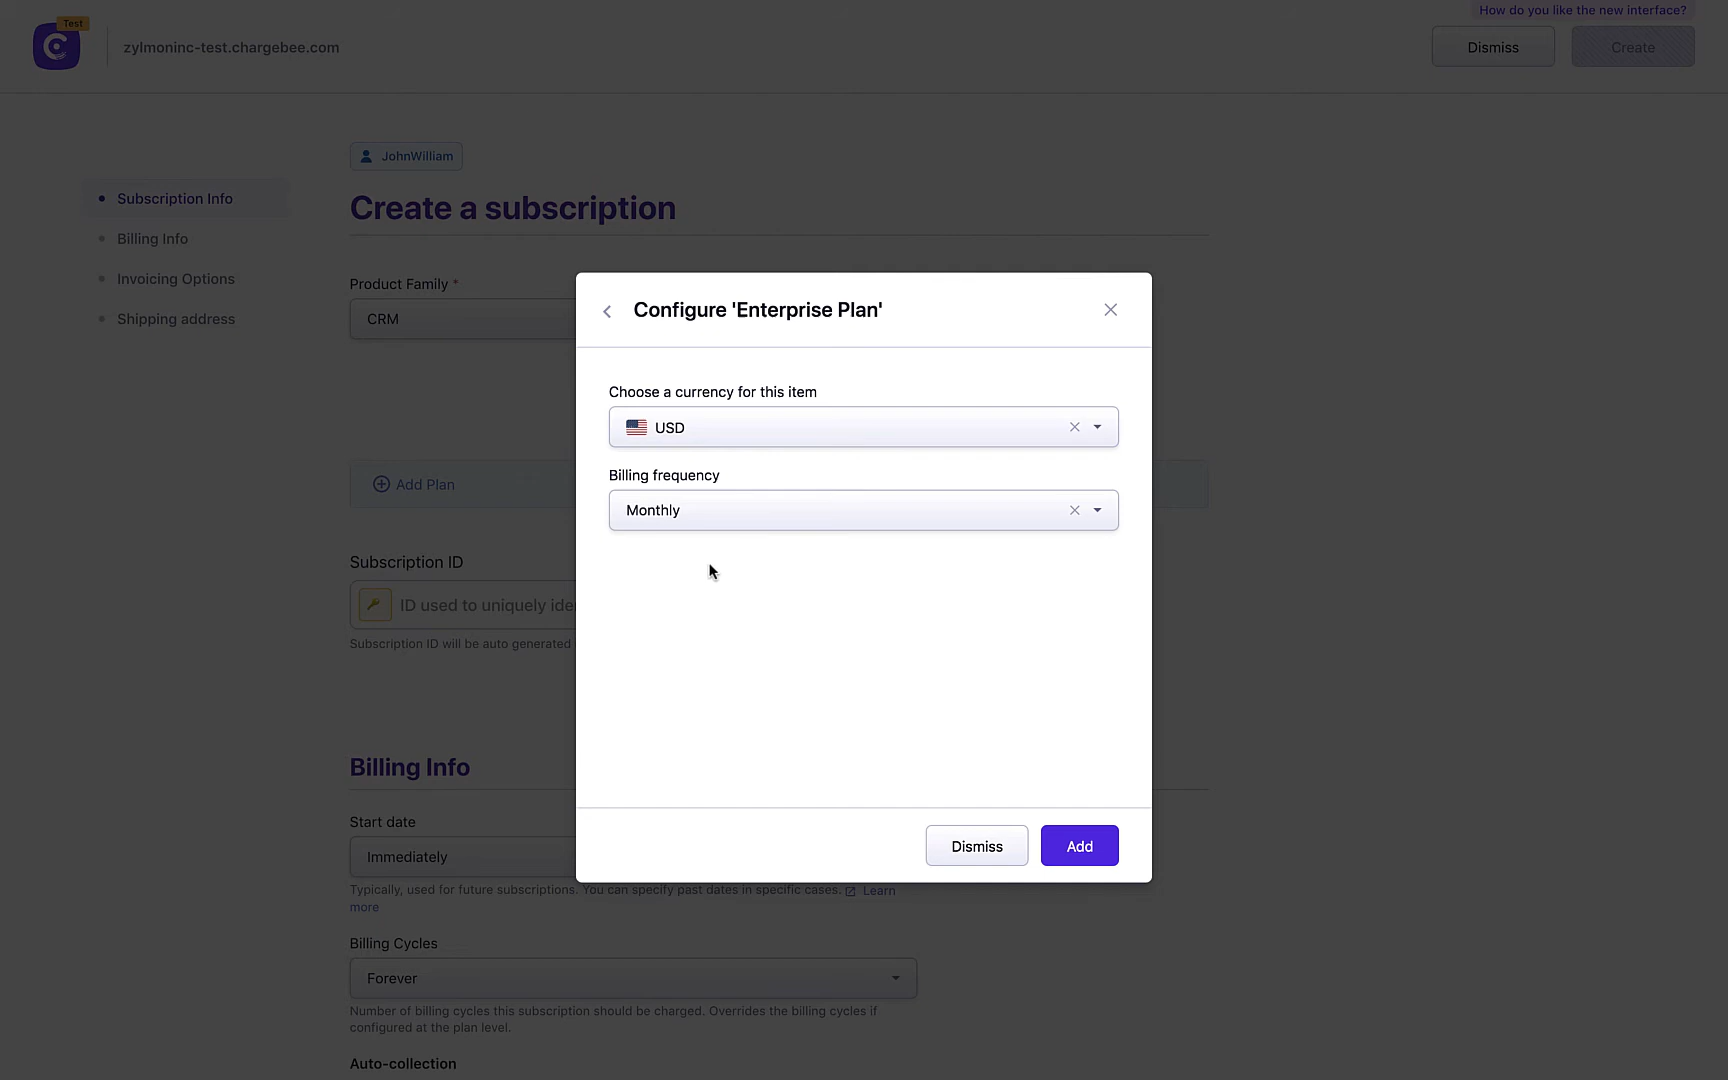 How do you like the new interface?
Test
zylmoninc-test.chargebee.com
Dismiss
Create
JohnWilliam
Subscription Info
Create a subscription
Billing Info
Invoicing Options
Shipping address
Product Family *
CRM
Configure 'Enterprise Plan'
Choose a currency for this item
USD
Billing frequency
Monthly
Add Plan
Subscription ID
ID used to uniquely ide
Subscription ID will be auto generated
Billing Info
Start date
Immediately
Dismiss
Add
Typically, used for future subscriptions. You can specify past dates in specific cases. Learn
more
Billing Cycles
Forever
Number of billing cycles this subscription should be charged. Overrides the billing cycles if
configured at the plan level.
Auto-collection